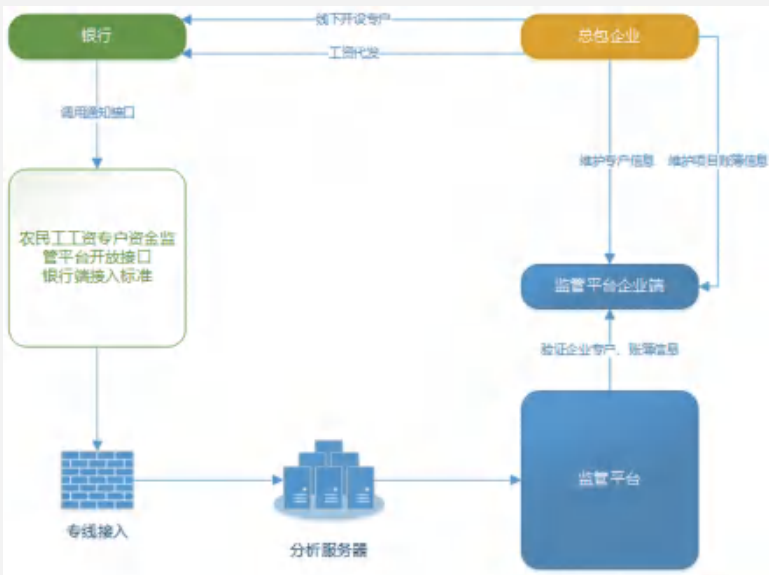 线下开设专户
银行
总包企业
工资代发
调用通知接口
维护专户信息
维护项目账簿信息
农民工工资专户资金监
管平台开放接口
银行端接入标准
监管平台企业端
验证企业专户、账簿信息
监管平台
专线接入
分析服务器